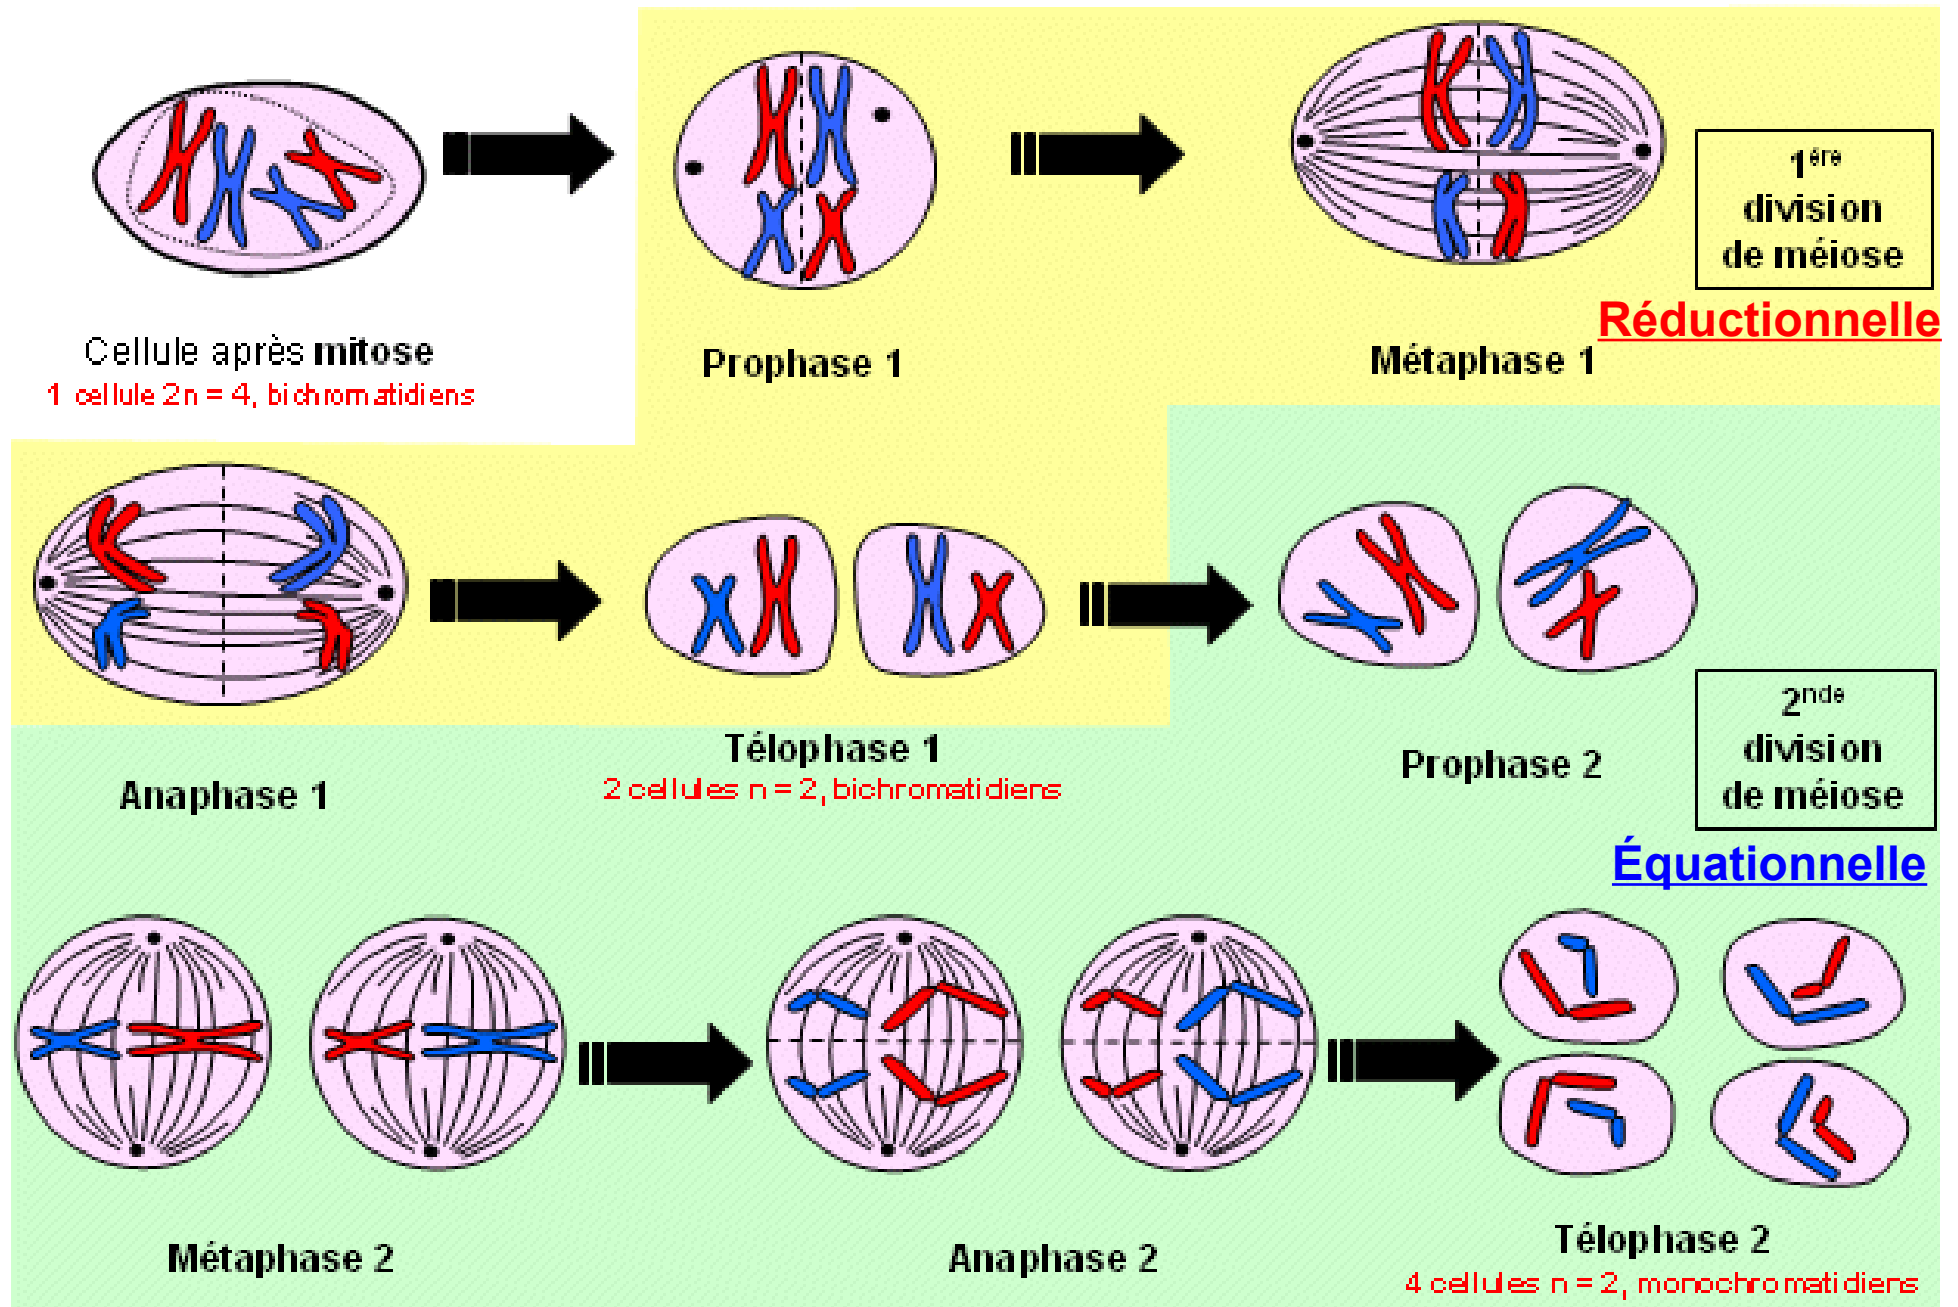 Cellule après mitose
1 cellule 2n = 4, bichromatidiens
Prophase 1
Métaphase 1
1ére
division
de méiose
Réductionnelle
Anaphase 1
Télophase 1
2 cellules n = 2, bichromatidiens
Prophase 2
2nde
division
de méiose
Équationnelle
Métaphase 2
Anaphase 2
Télophase 2
4 cellules n = 2, monochromatidiens